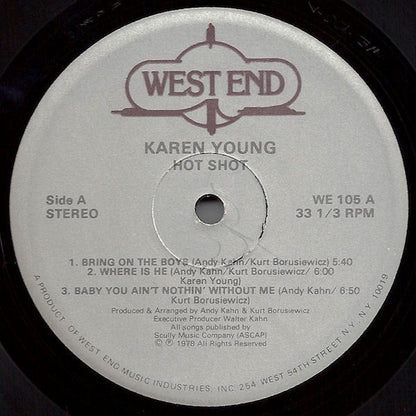 WEST END
KAREN YOUNG
HOT SHOT
Side A
STEREO
WE 105 A
33 1/3 RPM
1. BRING ON THE BOYS (Andy Kahn/Kurt Borusiewicz) 5:40
2. WHERE IS HE (Andy Kahn/Kurt Borusiewicz/ 6:00
Karen Young)
3. BABY YOU AIN'T NOTHIN' WITHOUT ME (Andy Kahn/ 6:50
Kurt Borusiewicz)
Produced & Arranged by Andy Kahn & Kurt Borusiewicz
Executive Producer Walter Kahn
All songs published by
Scully Music Company (ASCAP)
© ℗ 1978 All Rights Reserved
A PRODUCT OF WEST END MUSIC INDUSTRIES, INC. 254 WEST 54TH STREET N.Y. N.Y. 10019